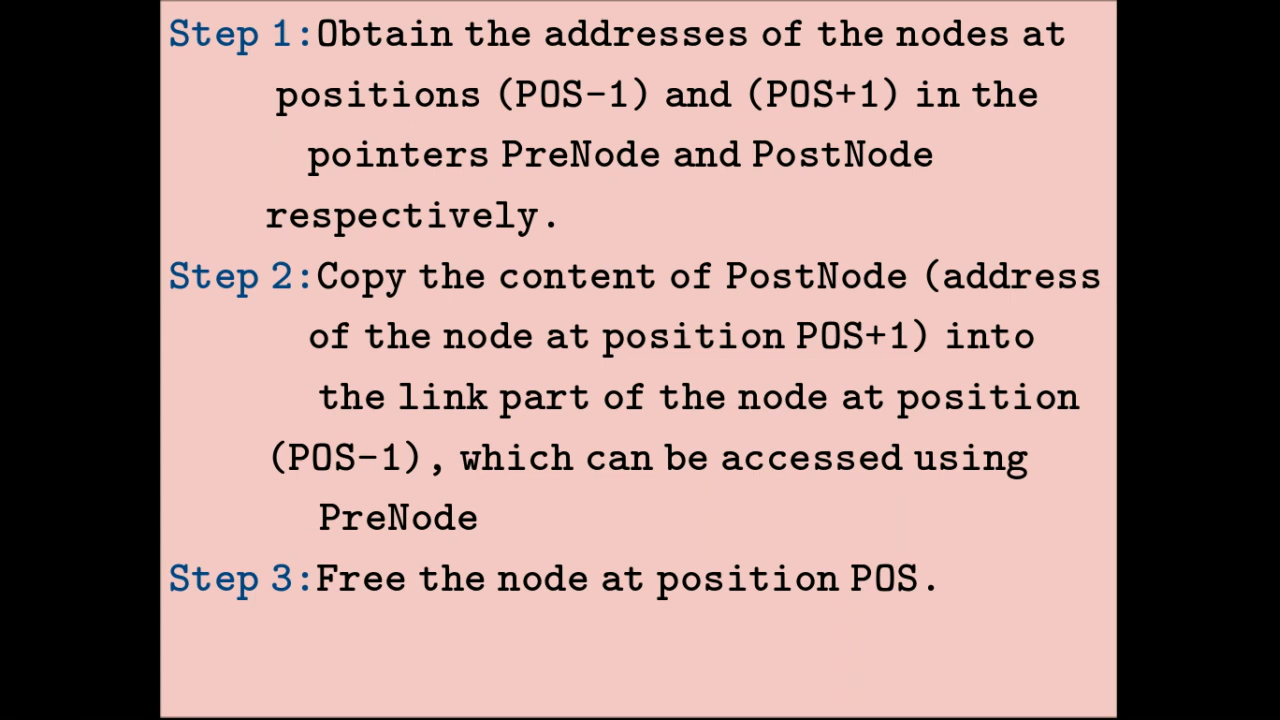 Step 1:Obtain the addresses of the nodes at
positions (POS-1) and (POS+1) in the
pointers PreNode and PostNode
respectively.
Step 2:Copy the content of PostNode (address
of the node at position POS+1) into
the link part of the node at position
(POS-1), which can be accessed using
PreNode
Step 3:Free the node at position POS.